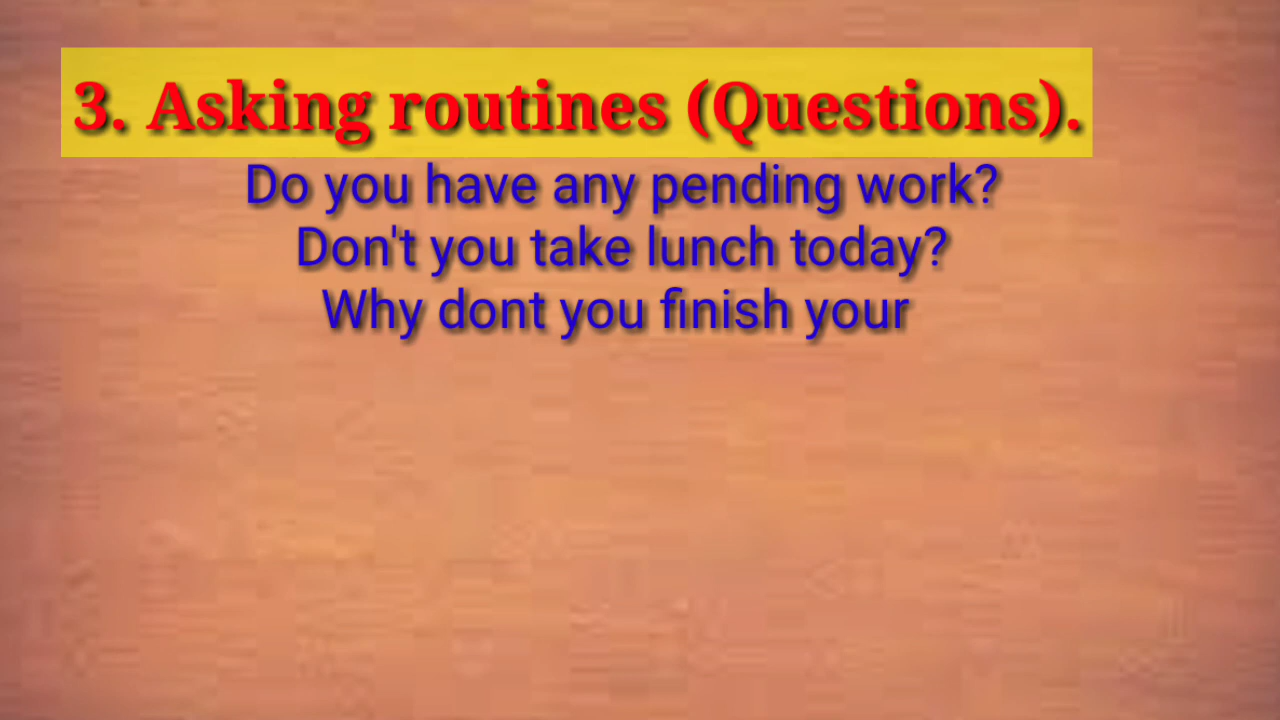 3. Asking routines (Questions).
Do you have any pending work?
Don't you take lunch today?
Why dont you finish your